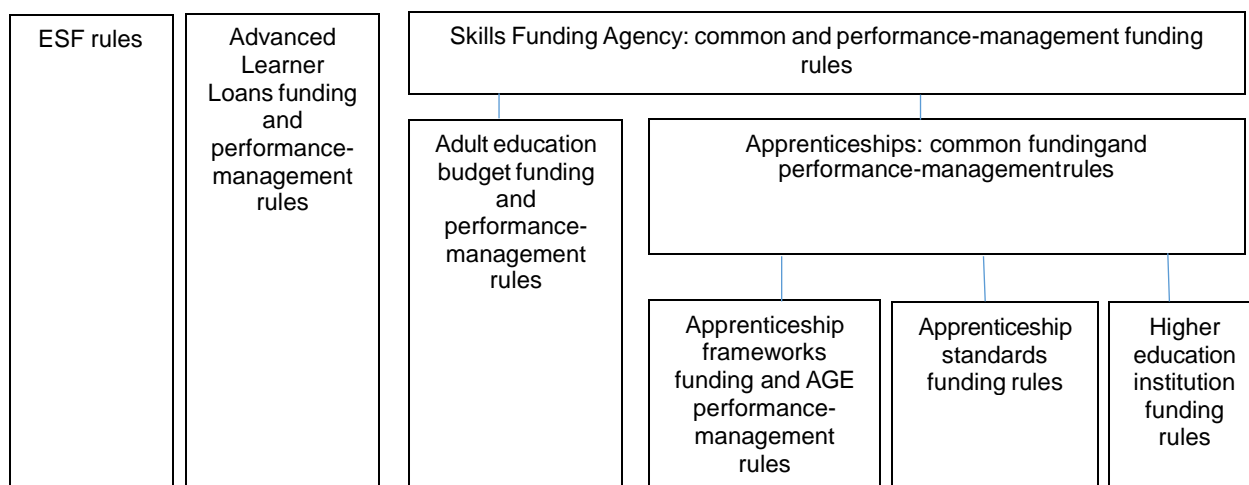 ESF rules
Advanced
Learner
Loans funding
and
performance-
management
rules
Skills Funding Agency: common and performance-management funding
rules
Adult education
budget funding
and
performance-
management
rules
Apprenticeships: common fundingand
performance-managementrules
Apprenticeship
frameworks
funding and AGE
performance-
management
rules
Apprenticeship
standards
funding rules
Higher
education
institution
funding
rules